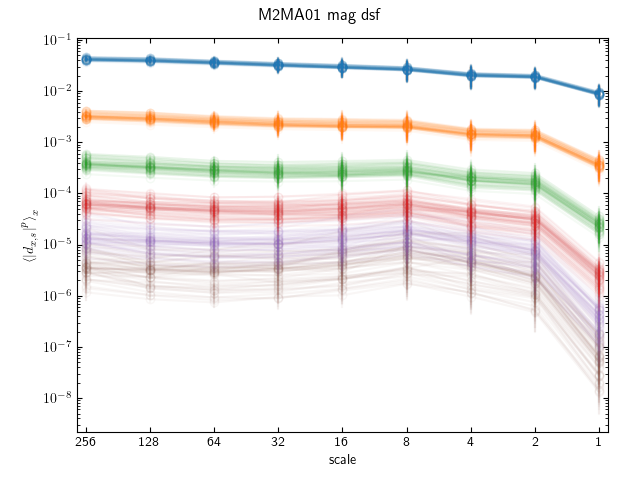 M2MA01 mag dsf
10⁻¹
10⁻²
10⁻³
10⁻⁴
10⁻⁵
10⁻⁶
10⁻⁷
10⁻⁸
⟨|d_{x,s}|^p⟩_x
256 128 64 32 16 8 4 2 1
scale